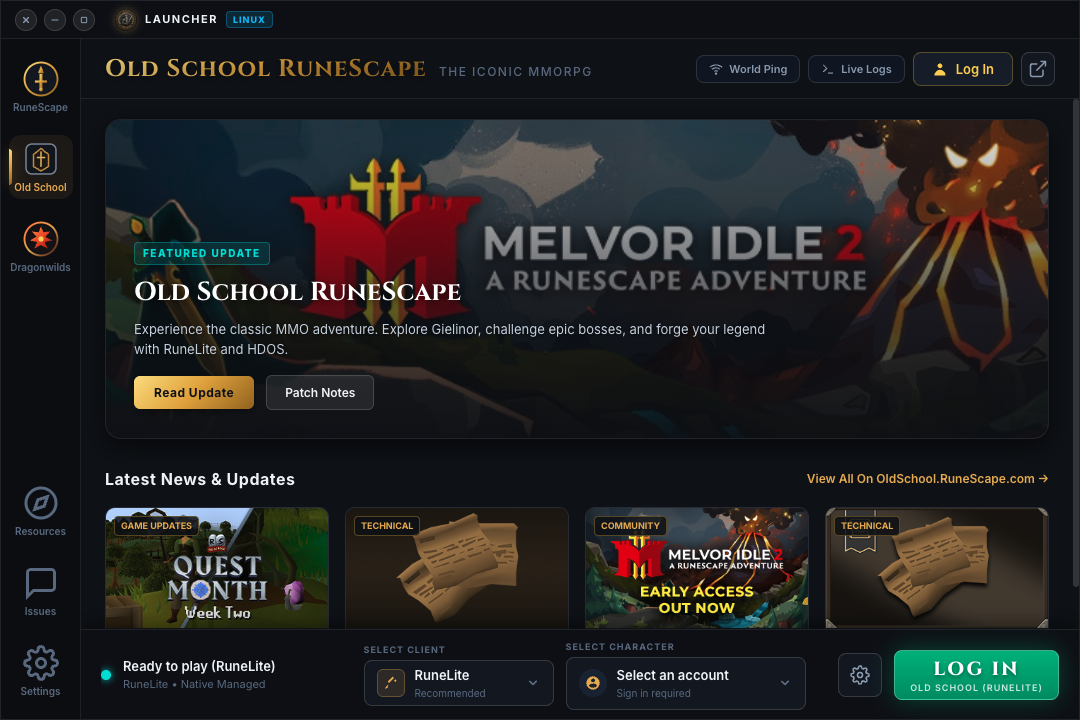 LAUNCHER LINUX
RuneScape
Old School
Dragonwilds
Resources
Issues
Settings
Old School RuneScape THE ICONIC MMORPG
World Ping
Live Logs
Log In
MELVOR IDLE 2
A RUNESCAPE ADVENTURE
FEATURED UPDATE
Old School RuneScape
Experience the classic MMO adventure. Explore Gielinor, challenge epic bosses, and forge your legend
with RuneLite and HDOS.
Read Update
Patch Notes
Latest News & Updates
View All On OldSchool.RuneScape.com →
GAME UPDATES
QUEST
MONTH
Week Two
TECHNICAL
COMMUNITY
MELVOR IDLE 2
A RUNESCAPE ADVENTURE
EARLY ACCESS
OUT NOW
TECHNICAL
Ready to play (RuneLite)
RuneLite • Native Managed
SELECT CLIENT
RuneLite
Recommended
SELECT CHARACTER
Select an account
Sign in required
LOG IN
OLD SCHOOL (RUNELITE)